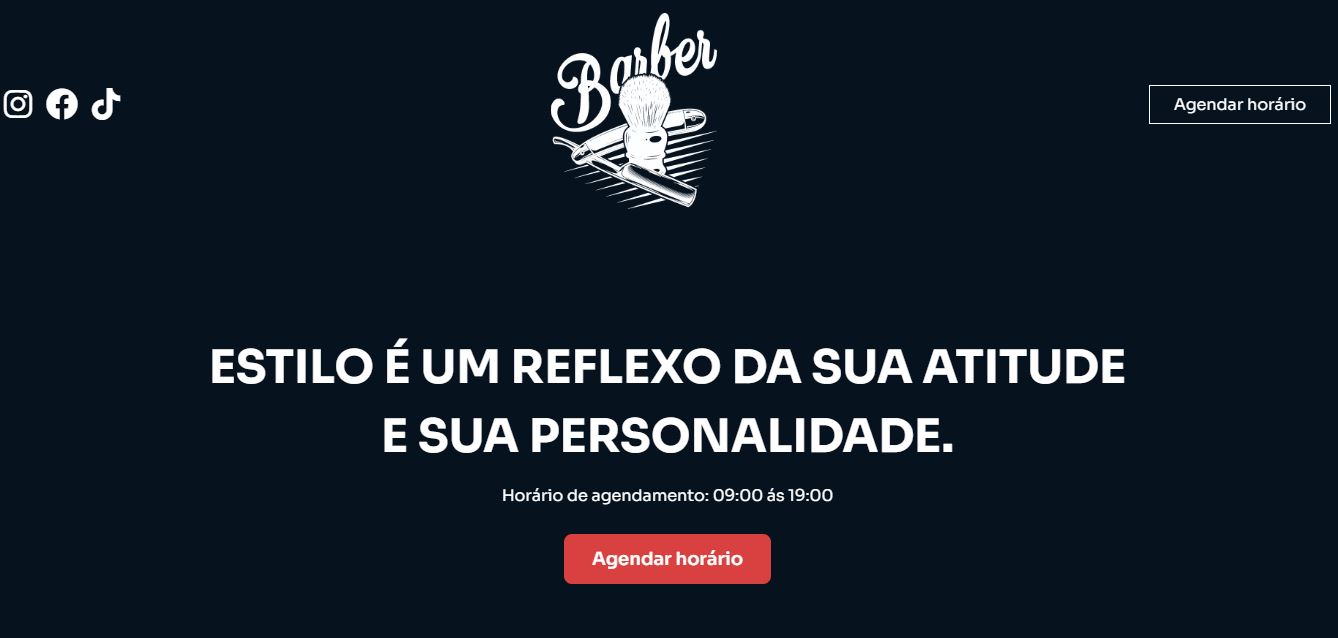 Barber
Agendar horário
ESTILO É UM REFLEXO DA SUA ATITUDE
E SUA PERSONALIDADE.
Horário de agendamento: 09:00 ás 19:00
Agendar horário